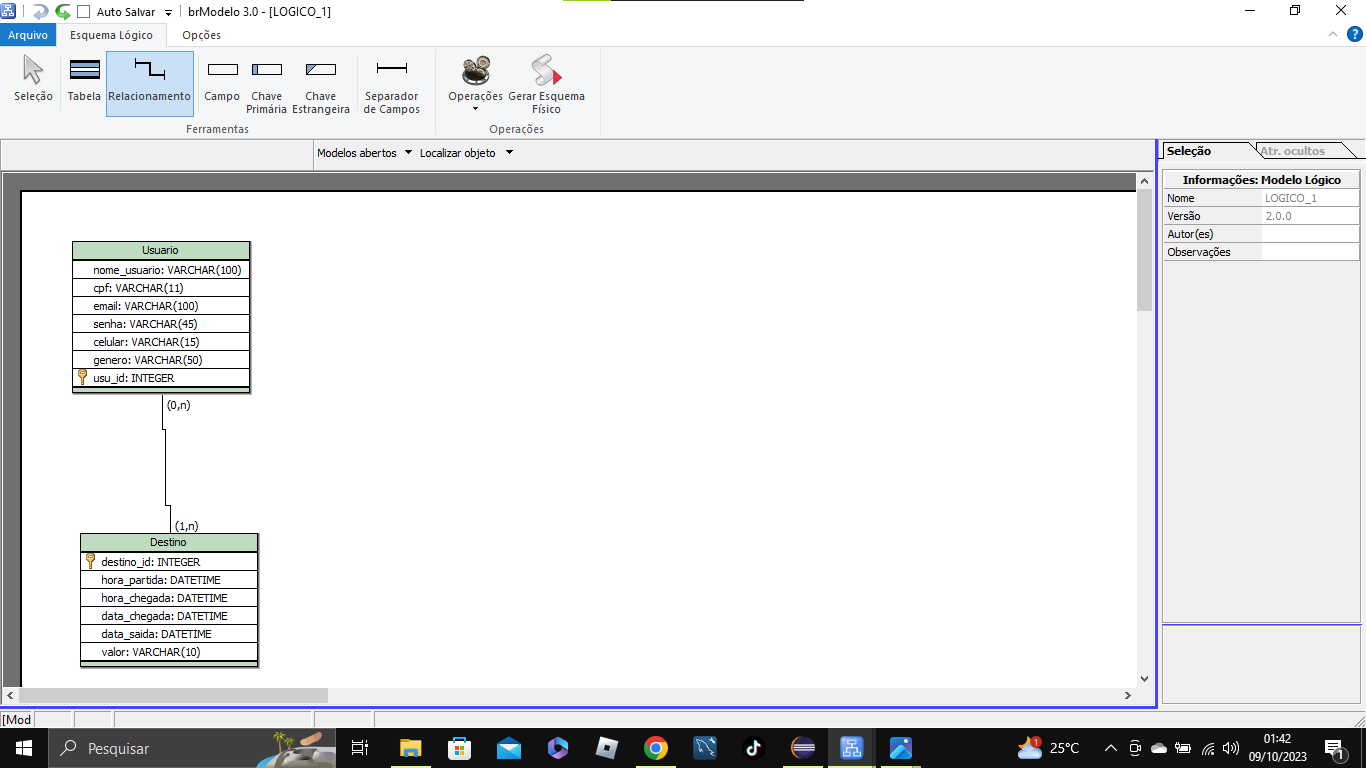 Auto Salvar
brModelo 3.0 - [LOGICO_1]
Arquivo
Esquema Lógico
Opções
?
Seleção
Tabela
Relacionamento
Campo
Chave Primária
Chave Estrangeira
Separador de Campos
Operações
Gerar Esquema Físico
Ferramentas
Operações
Modelos abertos
Localizar objeto
Seleção
Atr. ocultos
Informações: Modelo Lógico
Nome LOGICO_1
Versão 2.0.0
Autor(es)
Observações
Usuario
nome_usuario: VARCHAR(100)
cpf: VARCHAR(11)
email: VARCHAR(100)
senha: VARCHAR(45)
celular: VARCHAR(15)
genero: VARCHAR(50)
usu_id: INTEGER
(0,n)
(1,n)
Destino
destino_id: INTEGER
hora_partida: DATETIME
hora_chegada: DATETIME
data_chegada: DATETIME
data_saida: DATETIME
valor: VARCHAR(10)
[Mod
Pesquisar
1
25°C
01:42
09/10/2023
1